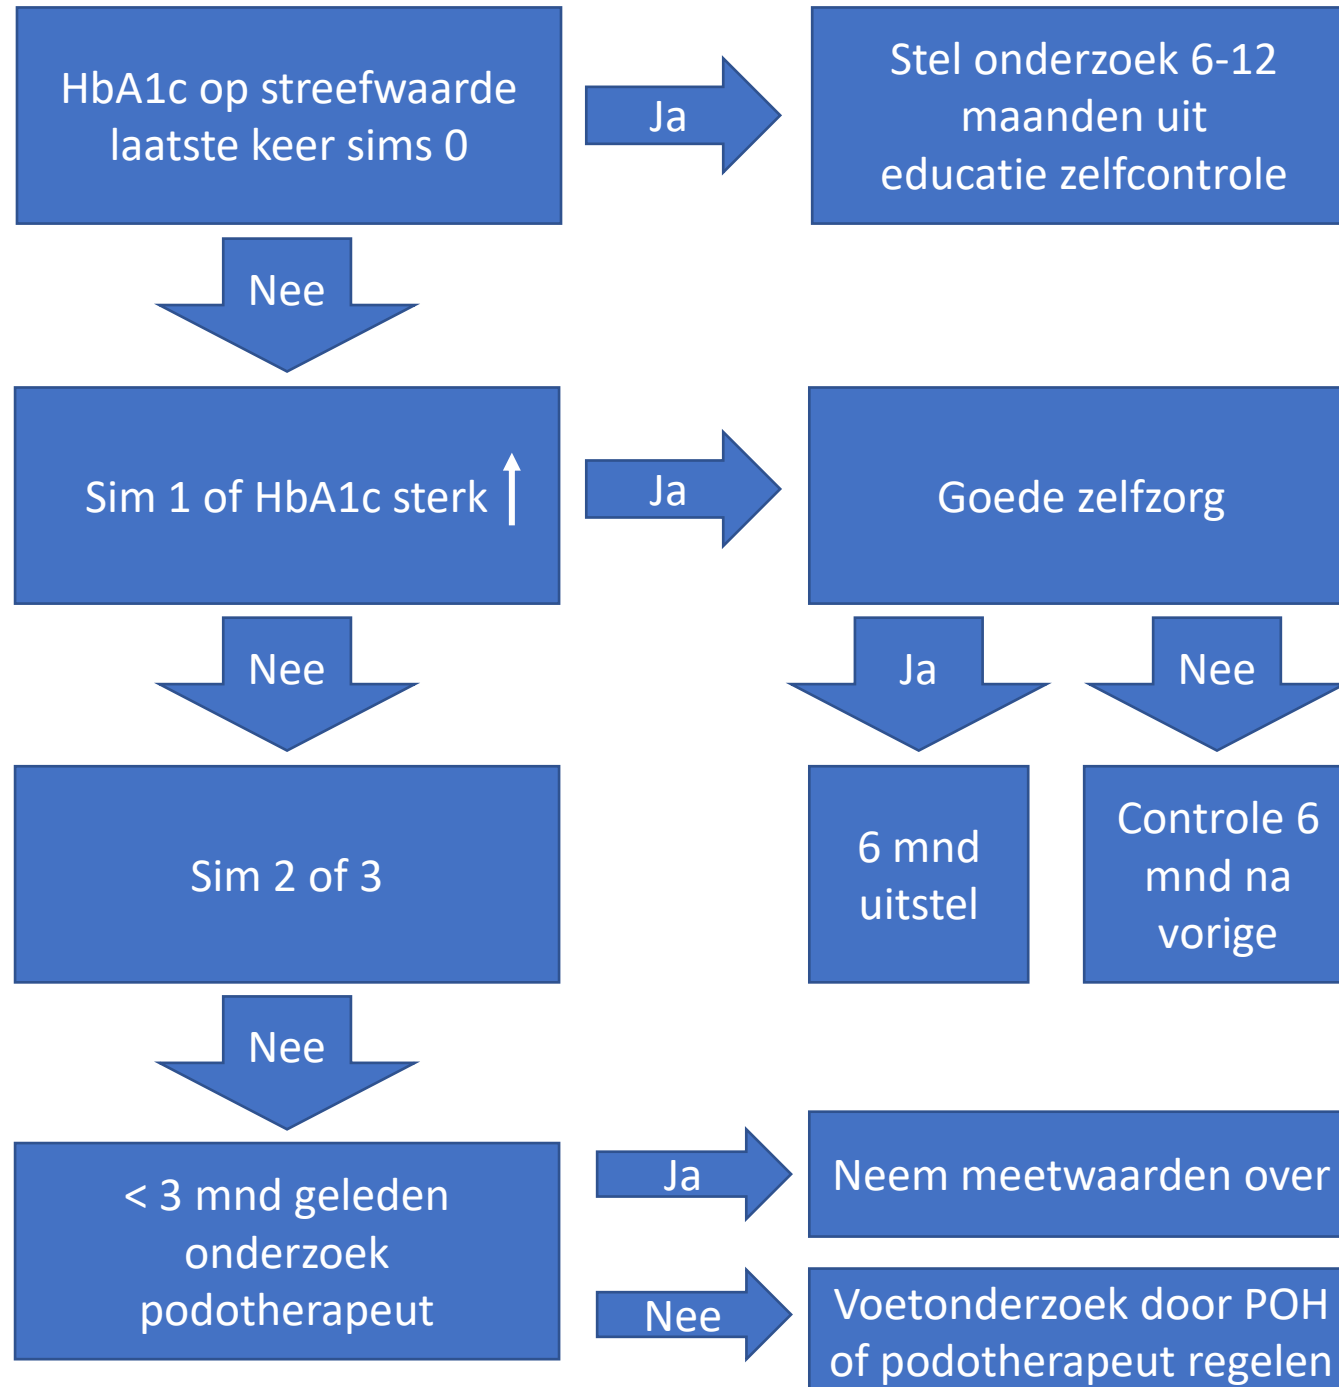 HbA1c op streefwaarde
laatste keer sims 0
Ja
Stel onderzoek 6-12
maanden uit
educatie zelfcontrole
Nee
Sim 1 of HbA1c sterk
Ja
Goede zelfzorg
Nee
Ja
Nee
Sim 2 of 3
6 mnd
uitstel
Controle 6
mnd na
vorige
Nee
< 3 mnd geleden
onderzoek
podotherapeut
Ja
Neem meetwaarden over
Nee
Voetonderzoek door POH
of podotherapeut regelen